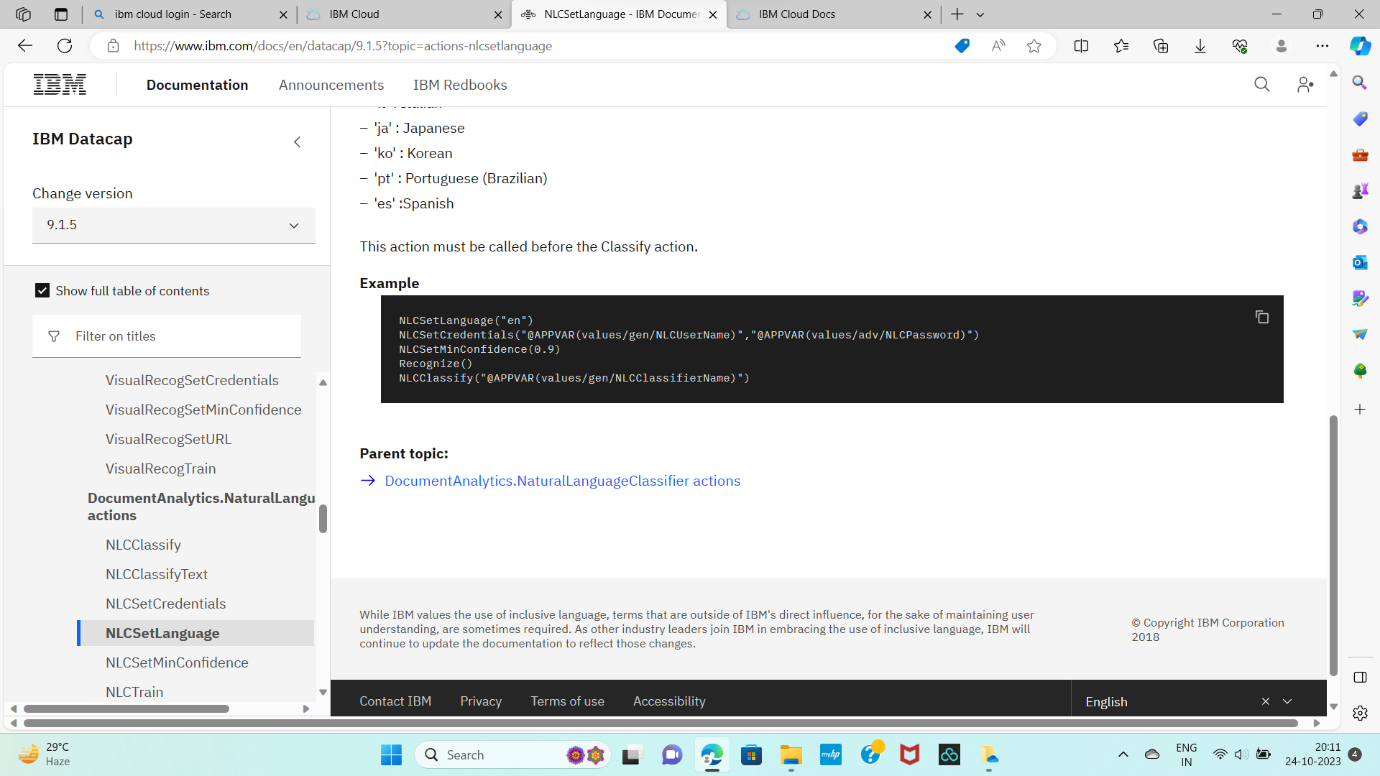 ibm cloud login - Search
IBM Cloud
NLCSetLanguage - IBM Documen
IBM Cloud Docs
https://www.ibm.com/docs/en/datacap/9.1.5?topic=actions-nlcsetlanguage
IBM
Documentation
Announcements
IBM Redbooks
IBM Datacap
Change version
9.1.5
Show full table of contents
Filter on titles
VisualRecogSetCredentials
VisualRecogSetMinConfidence
VisualRecogSetURL
VisualRecogTrain
DocumentAnalytics.NaturalLangu
actions
NLCClassify
NLCClassifyText
NLCSetCredentials
NLCSetLanguage
NLCSetMinConfidence
NLCTrain
– 'ja' : Japanese
– 'ko' : Korean
– 'pt' : Portuguese (Brazilian)
– 'es' :Spanish
This action must be called before the Classify action.
Example
NLCSetLanguage("en")
NLCSetCredentials("@APPVAR(values/gen/NLCUserName)","@APPVAR(values/adv/NLCPassword)")
NLCSetMinConfidence(0.9)
Recognize()
NLCClassify("@APPVAR(values/gen/NLCClassifierName)")
Parent topic:
→ DocumentAnalytics.NaturalLanguageClassifier actions
While IBM values the use of inclusive language, terms that are outside of IBM's direct influence, for the sake of maintaining user
understanding, are sometimes required. As other industry leaders join IBM in embracing the use of inclusive language, IBM will
continue to update the documentation to reflect those changes.
© Copyright IBM Corporation
2018
Contact IBM
Privacy
Terms of use
Accessibility
English
29°C
Haze
Search
myhp
ENG
IN
20:11
24-10-2023
4